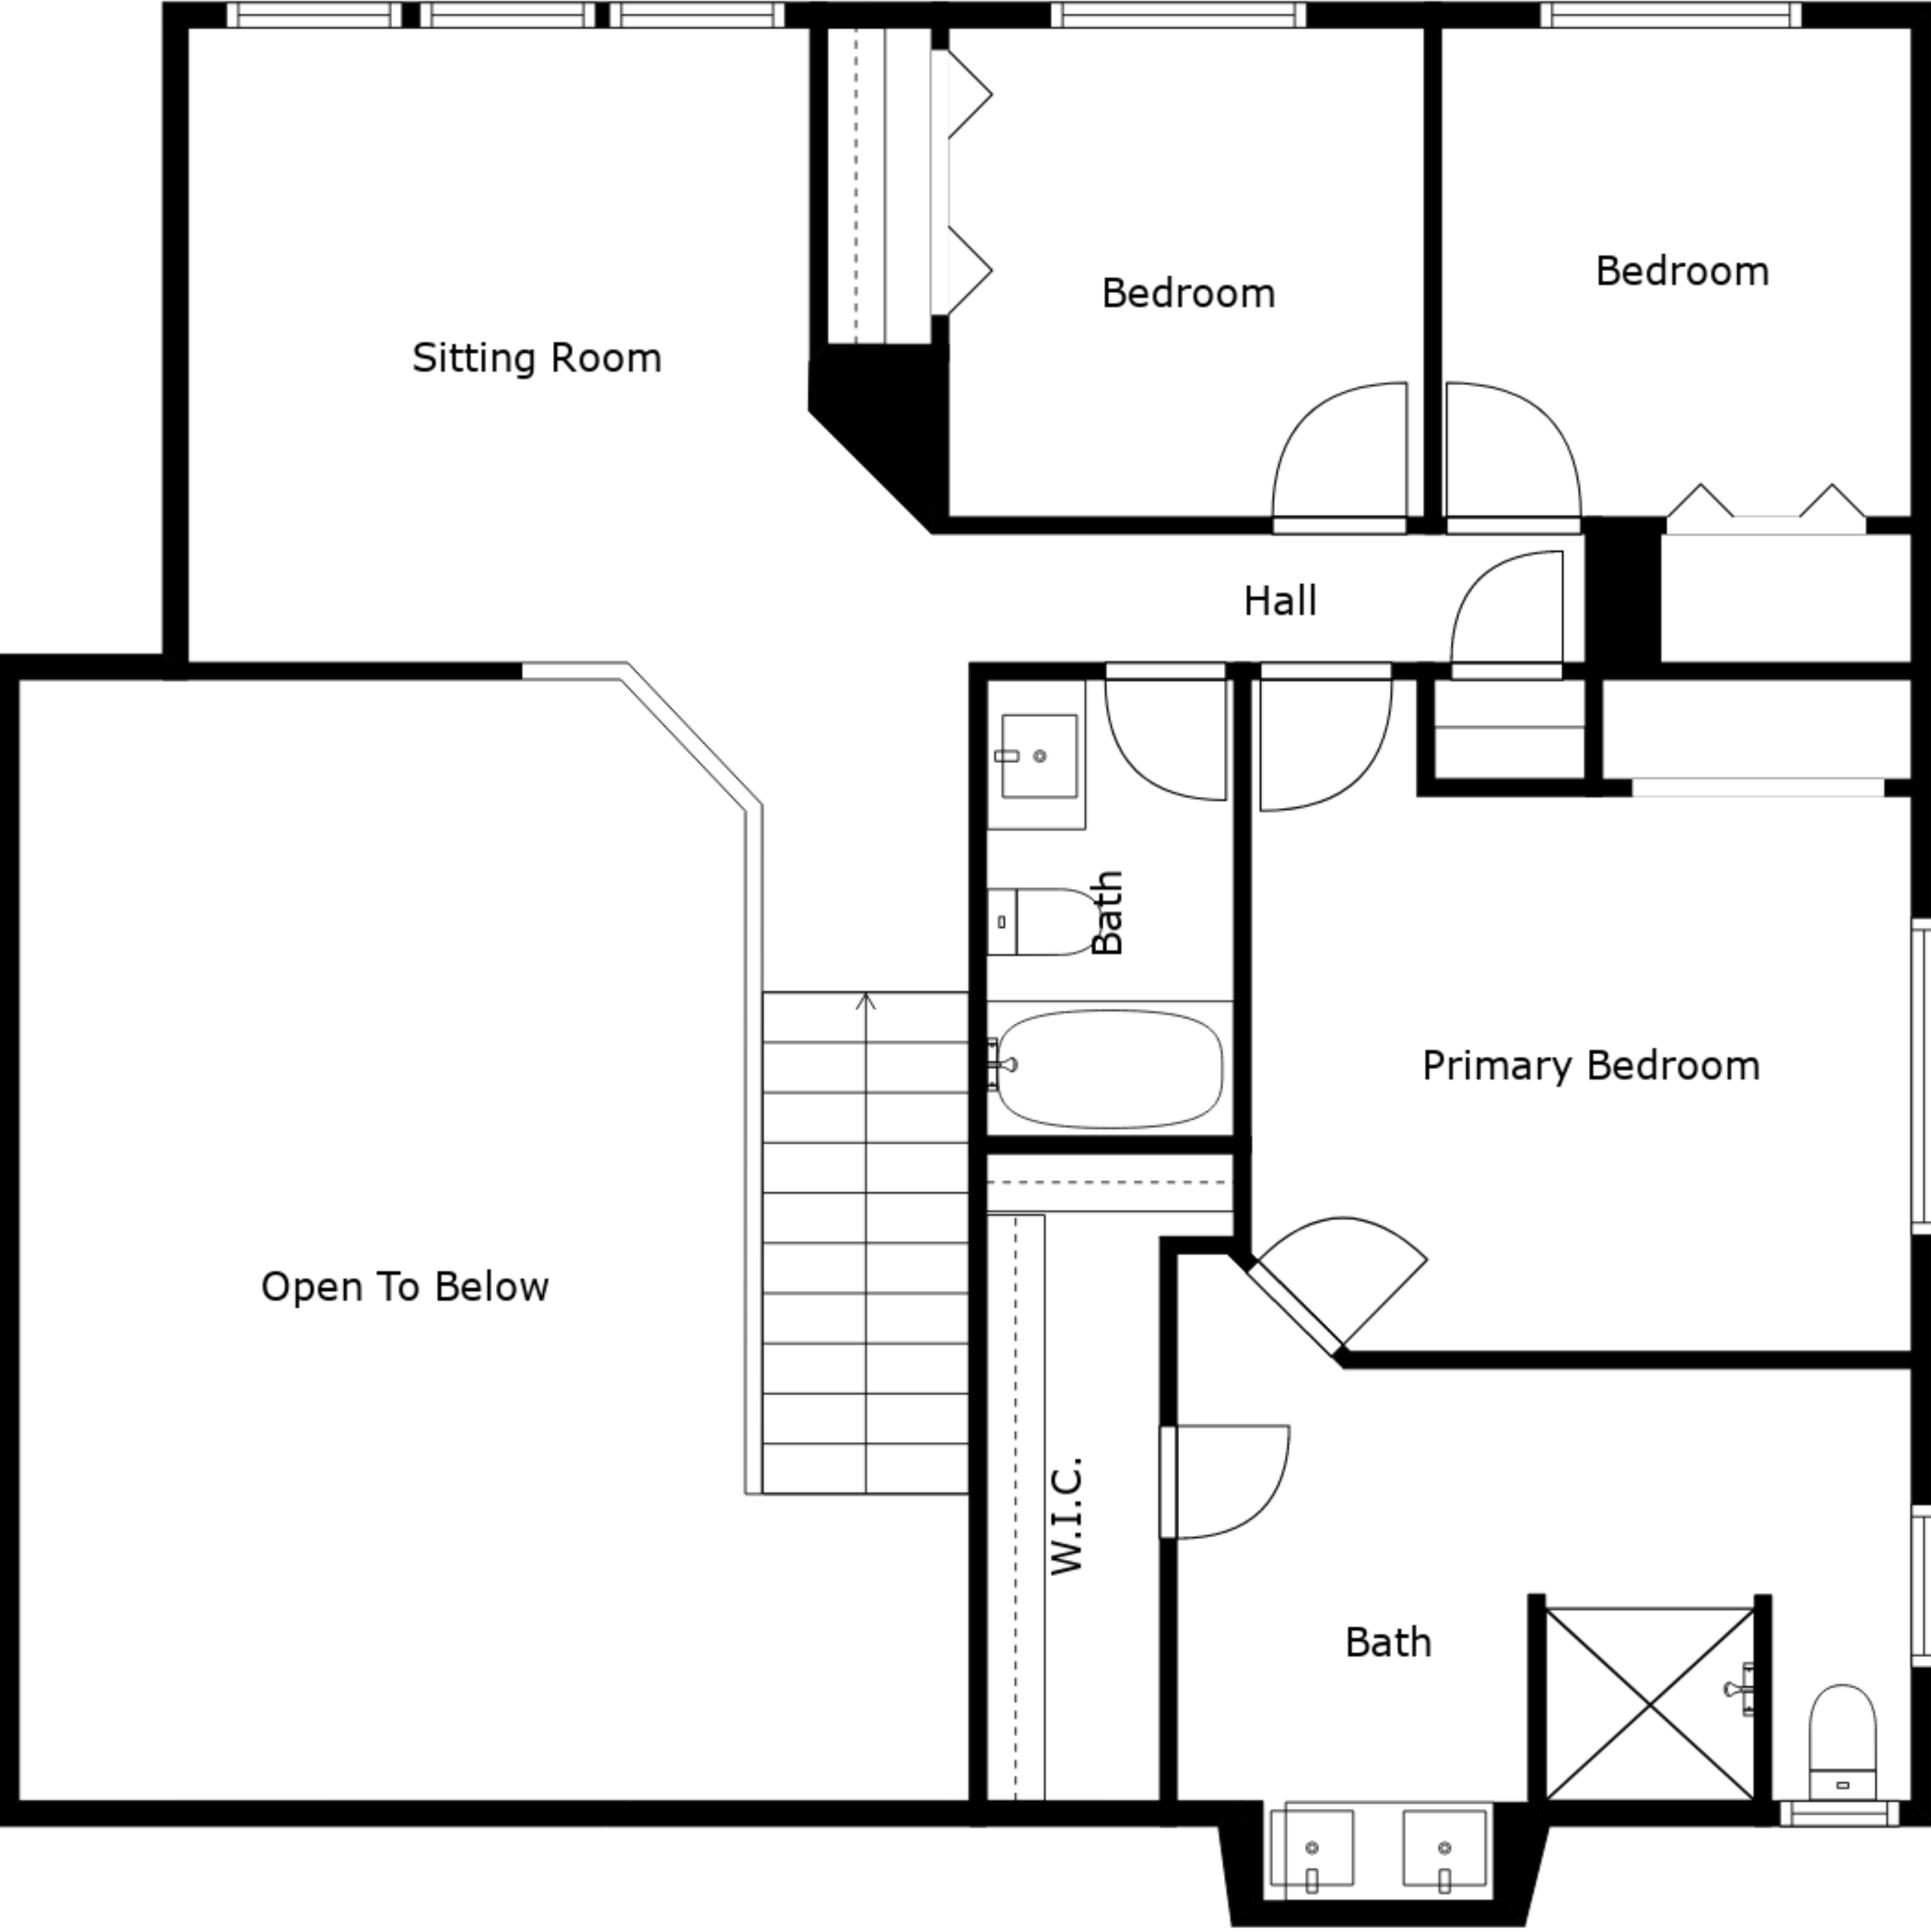 Bedroom
Bedroom
Sitting Room
Hall
Bath
Primary Bedroom
Open To Below
W.I.C.
Bath